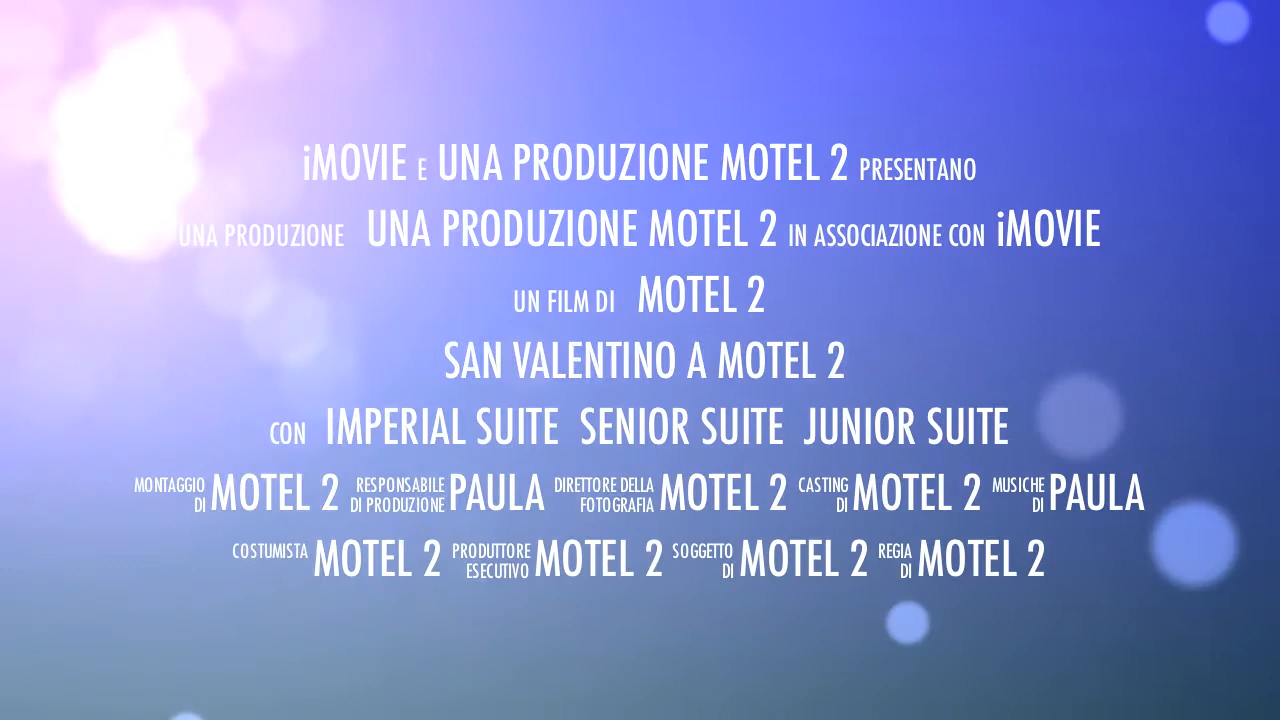 iMOVIE E UNA PRODUZIONE MOTEL 2 PRESENTANO
UNA PRODUZIONE UNA PRODUZIONE MOTEL 2 IN ASSOCIAZIONE CON iMOVIE
UN FILM DI MOTEL 2
SAN VALENTINO A MOTEL 2
CON IMPERIAL SUITE SENIOR SUITE JUNIOR SUITE
MONTAGGIO DI MOTEL 2 RESPONSABILE DI PRODUZIONE PAULA DIRETTORE DELLA FOTOGRAFIA MOTEL 2 CASTING DI MOTEL 2 MUSICHE DI PAULA
COSTUMISTA MOTEL 2 PRODUTTORE ESECUTIVO MOTEL 2 SOGGETTO DI MOTEL 2 REGIA DI MOTEL 2